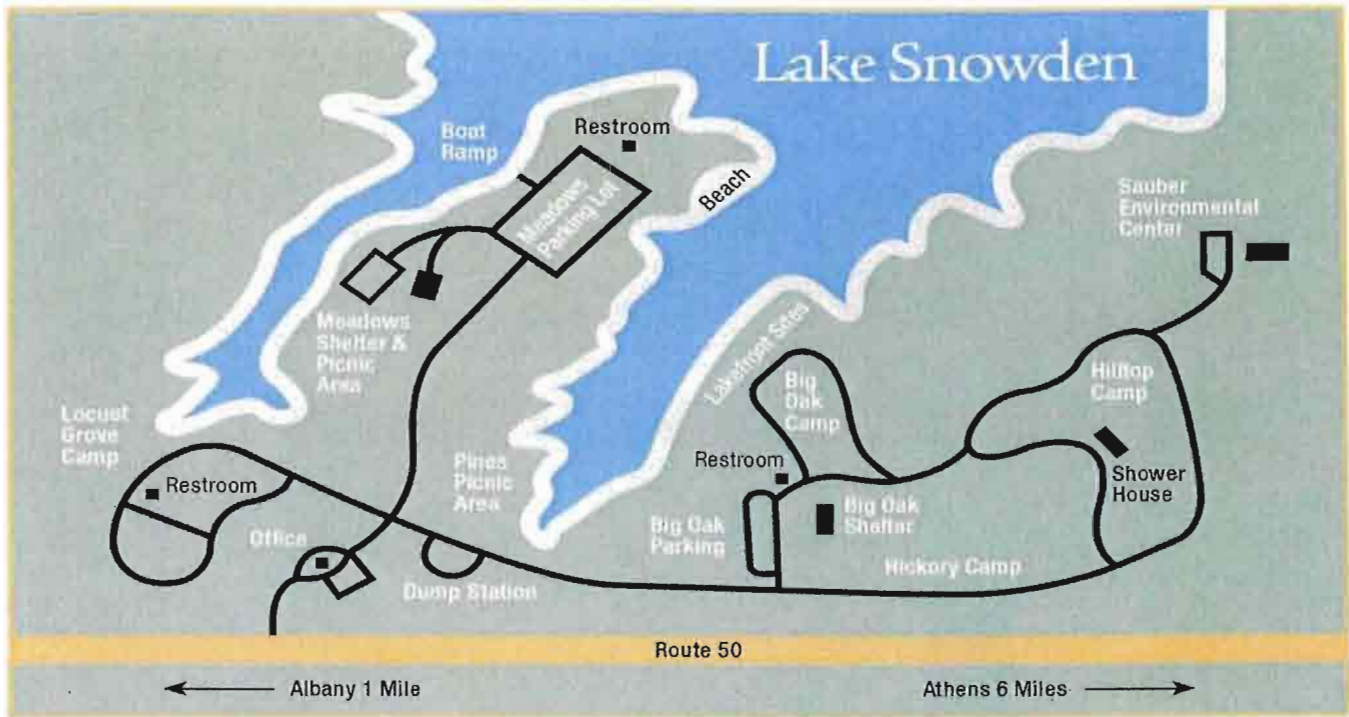 Lake Snowden
Boat
Ramp
Restroom
Meadows
Parking Lot
Beach
Sauber
Environmental
Center
Meadows
Shelter &
Picnic
Area
Lakefront Sites
Big
Oak
Camp
Hilltop
Camp
Locust
Grove
Camp
Restroom
Pines
Picnic
Area
Restroom
Shower
House
Office
Big Oak
Parking
Big Oak
Shelter
Dump Station
Hickory Camp
Route 50
Albany 1 Mile
Athens 6 Miles